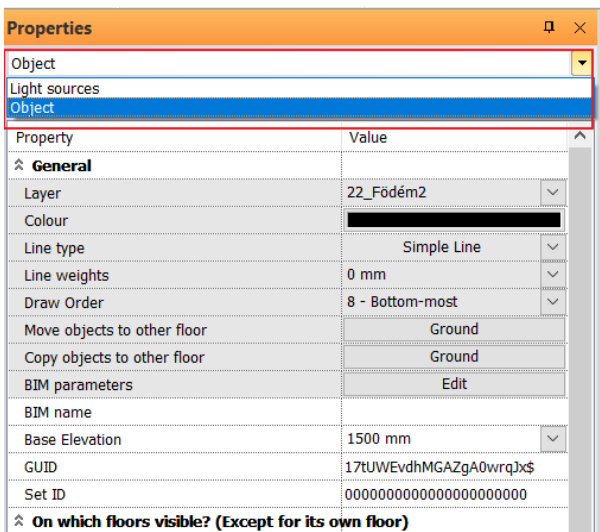 Properties
Object
Light sources
Object
Property Value
General
Layer 22_Födém2
Colour
Line type Simple Line
Line weights 0 mm
Draw Order 8 - Bottom-most
Move objects to other floor Ground
Copy objects to other floor Ground
BIM parameters Edit
BIM name
Base Elevation 1500 mm
GUID 17tUWEvdhMGAZgA0wrqJx$
Set ID 0000000000000000000000
On which floors visible? (Except for its own floor)